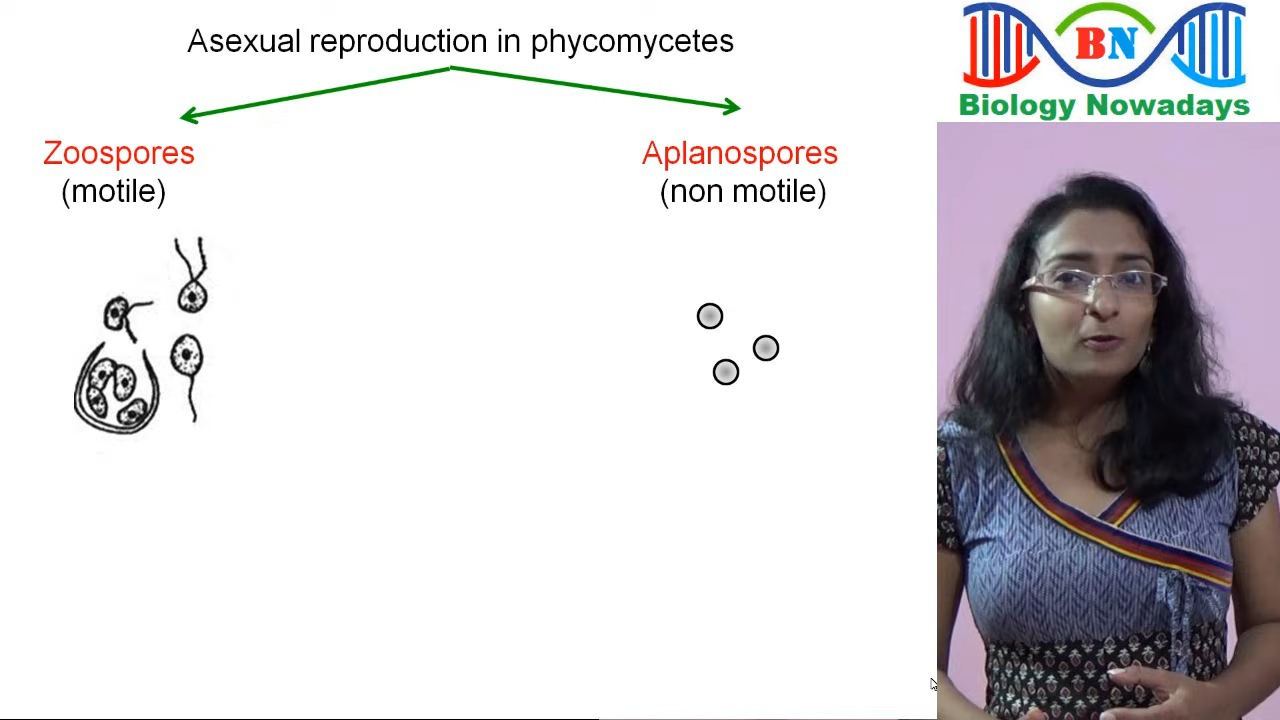 Asexual reproduction in phycomycetes
BN
Biology Nowadays
Zoospores
(motile)
Aplanospores
(non motile)